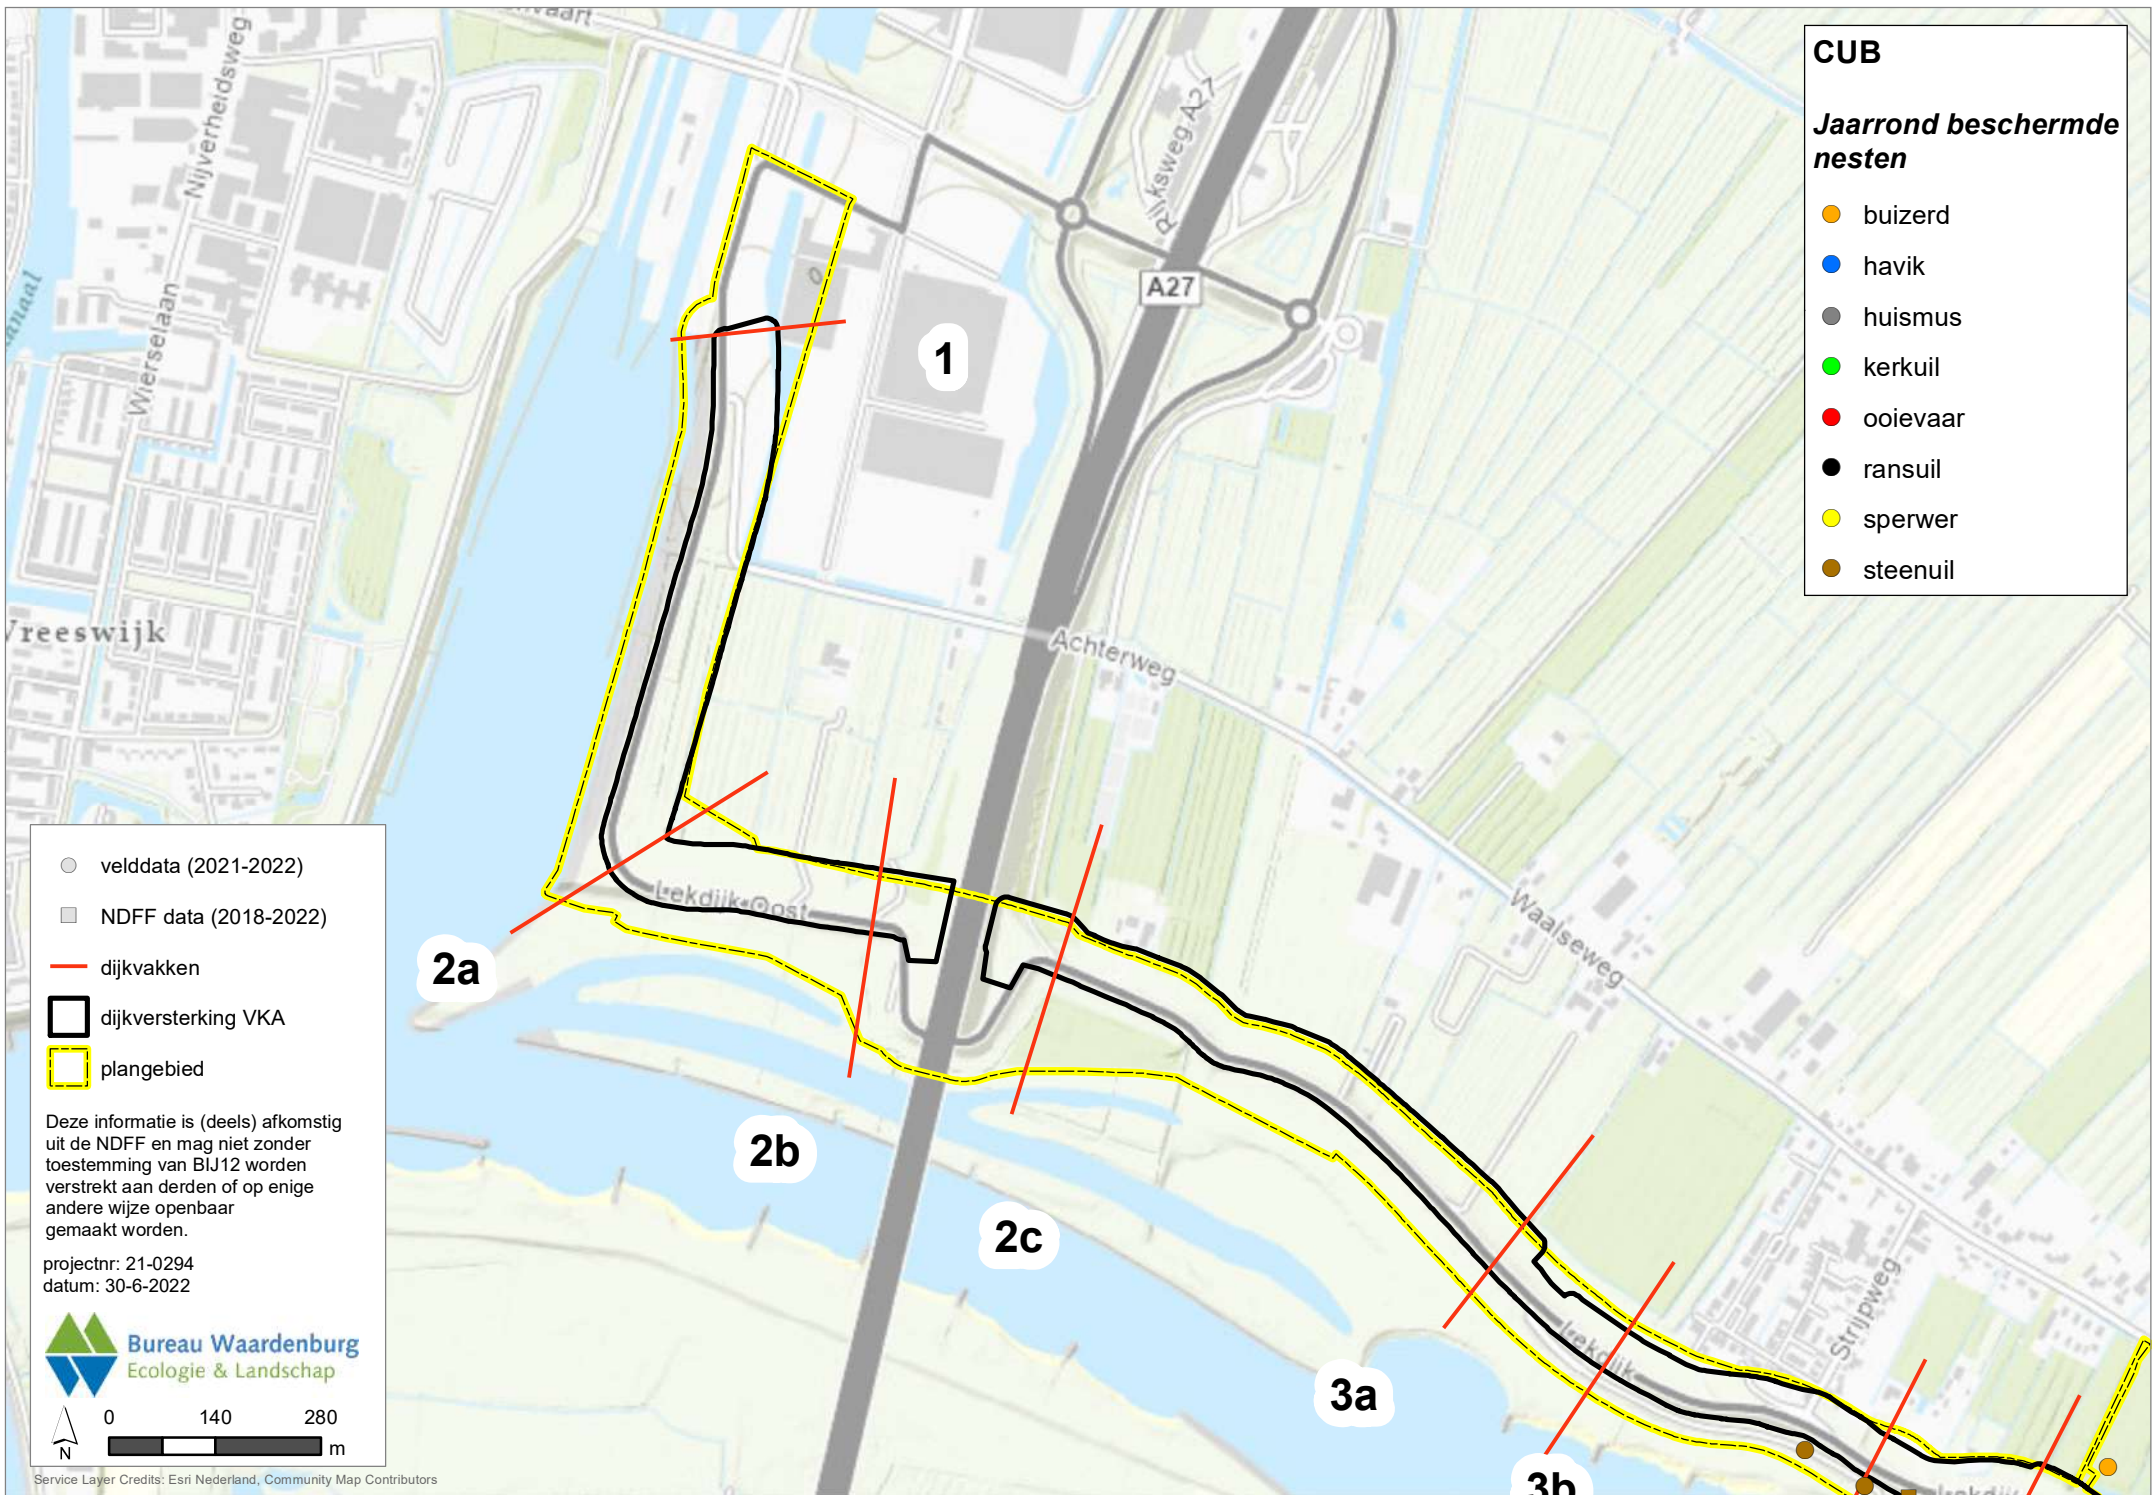 CUB
Jaarrond beschermde
nesten
buizerd
havik
huismus
kerkuil
ooievaar
ransuil
sperwer
steenuil
Nijverheidsweg
Wierselaan
Rijksweg A27
A27
1
Achterweg
Vreeswijk
Lekdijk-Oost
Waalseweg
2a
2b
2c
Strijpweg
Lekdijk
3a
3b
Lekdijk
velddata (2021-2022)
NDFF data (2018-2022)
dijkvakken
dijkversterking VKA
plangebied
Deze informatie is (deels) afkomstig
uit de NDFF en mag niet zonder
toestemming van BIJ12 worden
verstrekt aan derden of op enige
andere wijze openbaar
gemaakt worden.
projectnr: 21-0294
datum: 30-6-2022
Bureau Waardenburg
Ecologie & Landschap
0 140 280
m
N
Service Layer Credits: Esri Nederland, Community Map Contributors